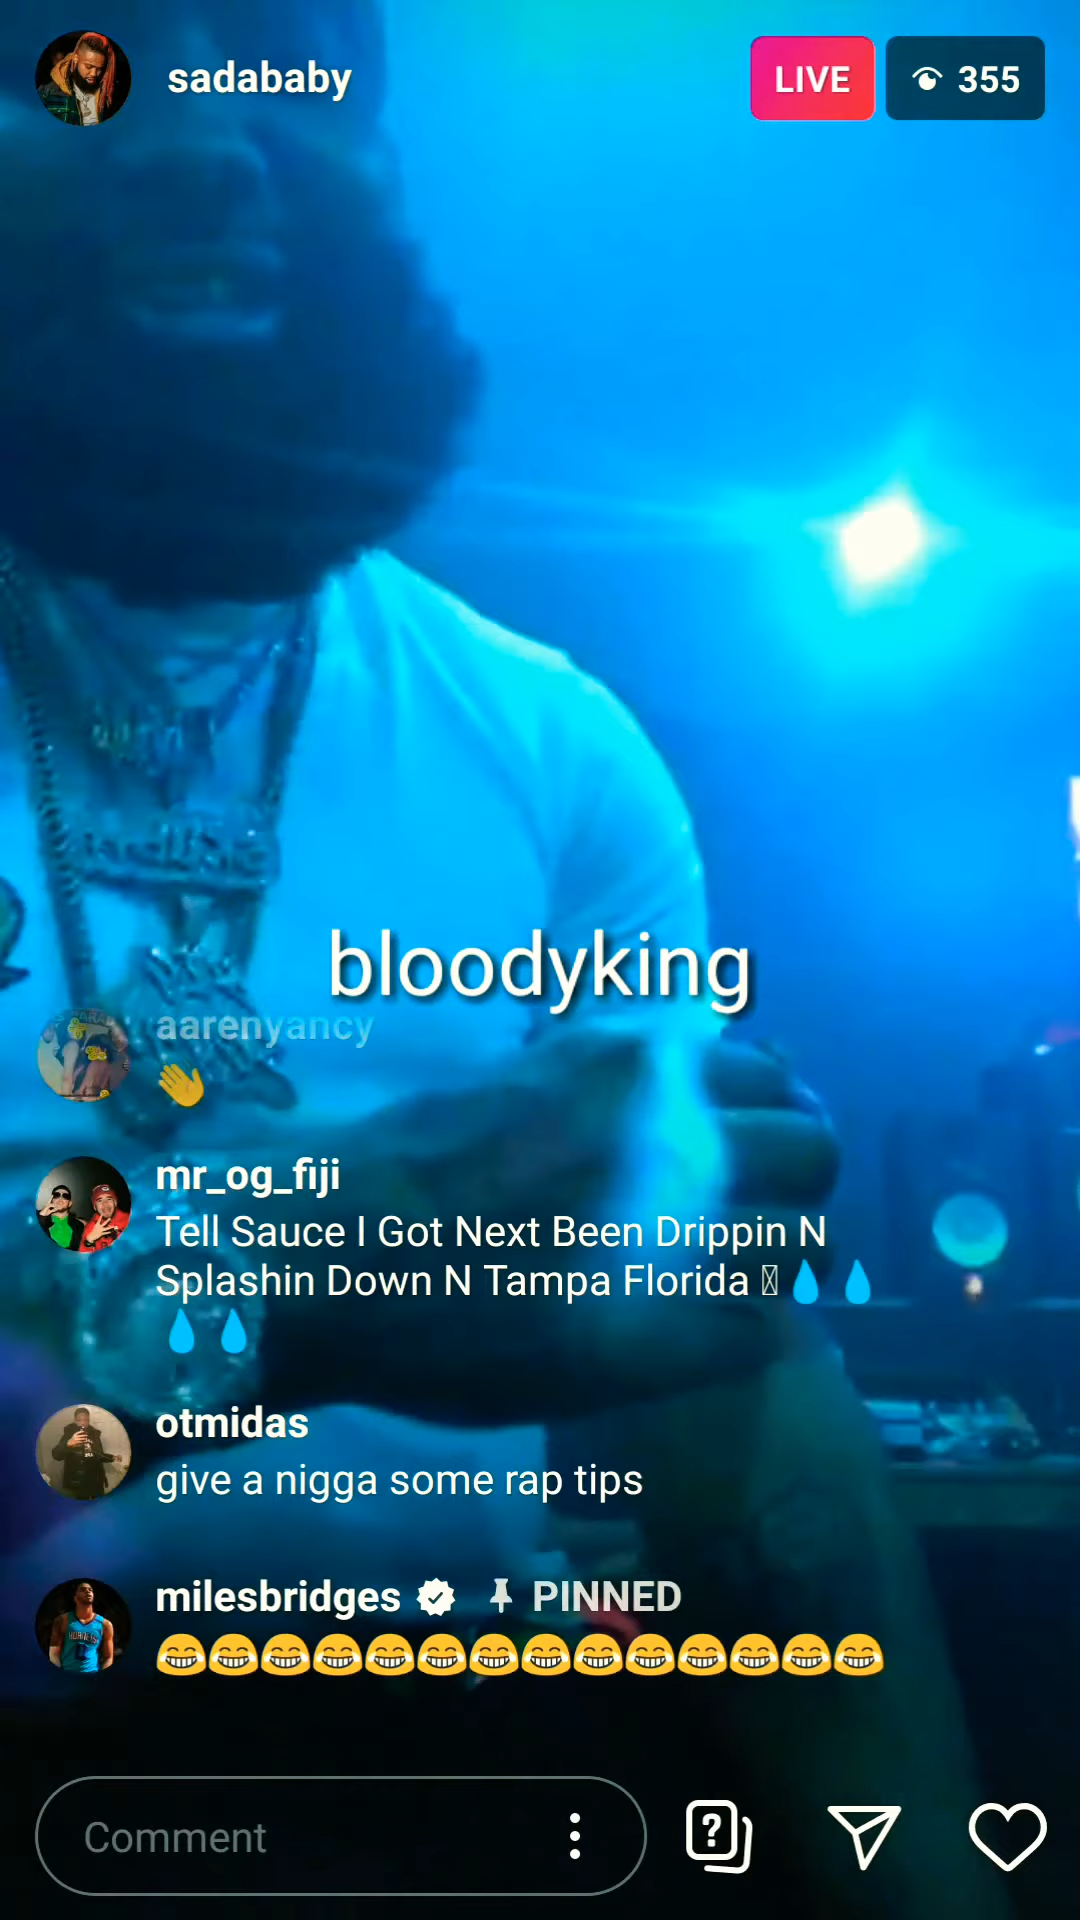 sadababy
LIVE
355
bloodyking
aarenyancy
👋
mr_og_fiji
Tell Sauce I Got Next Been Drippin N
Splashin Down N Tampa Florida 💧💧
💧💧
otmidas
give a nigga some rap tips
milesbridges PINNED
😂😂😂😂😂😂😂😂😂😂😂😂😂😂
Comment